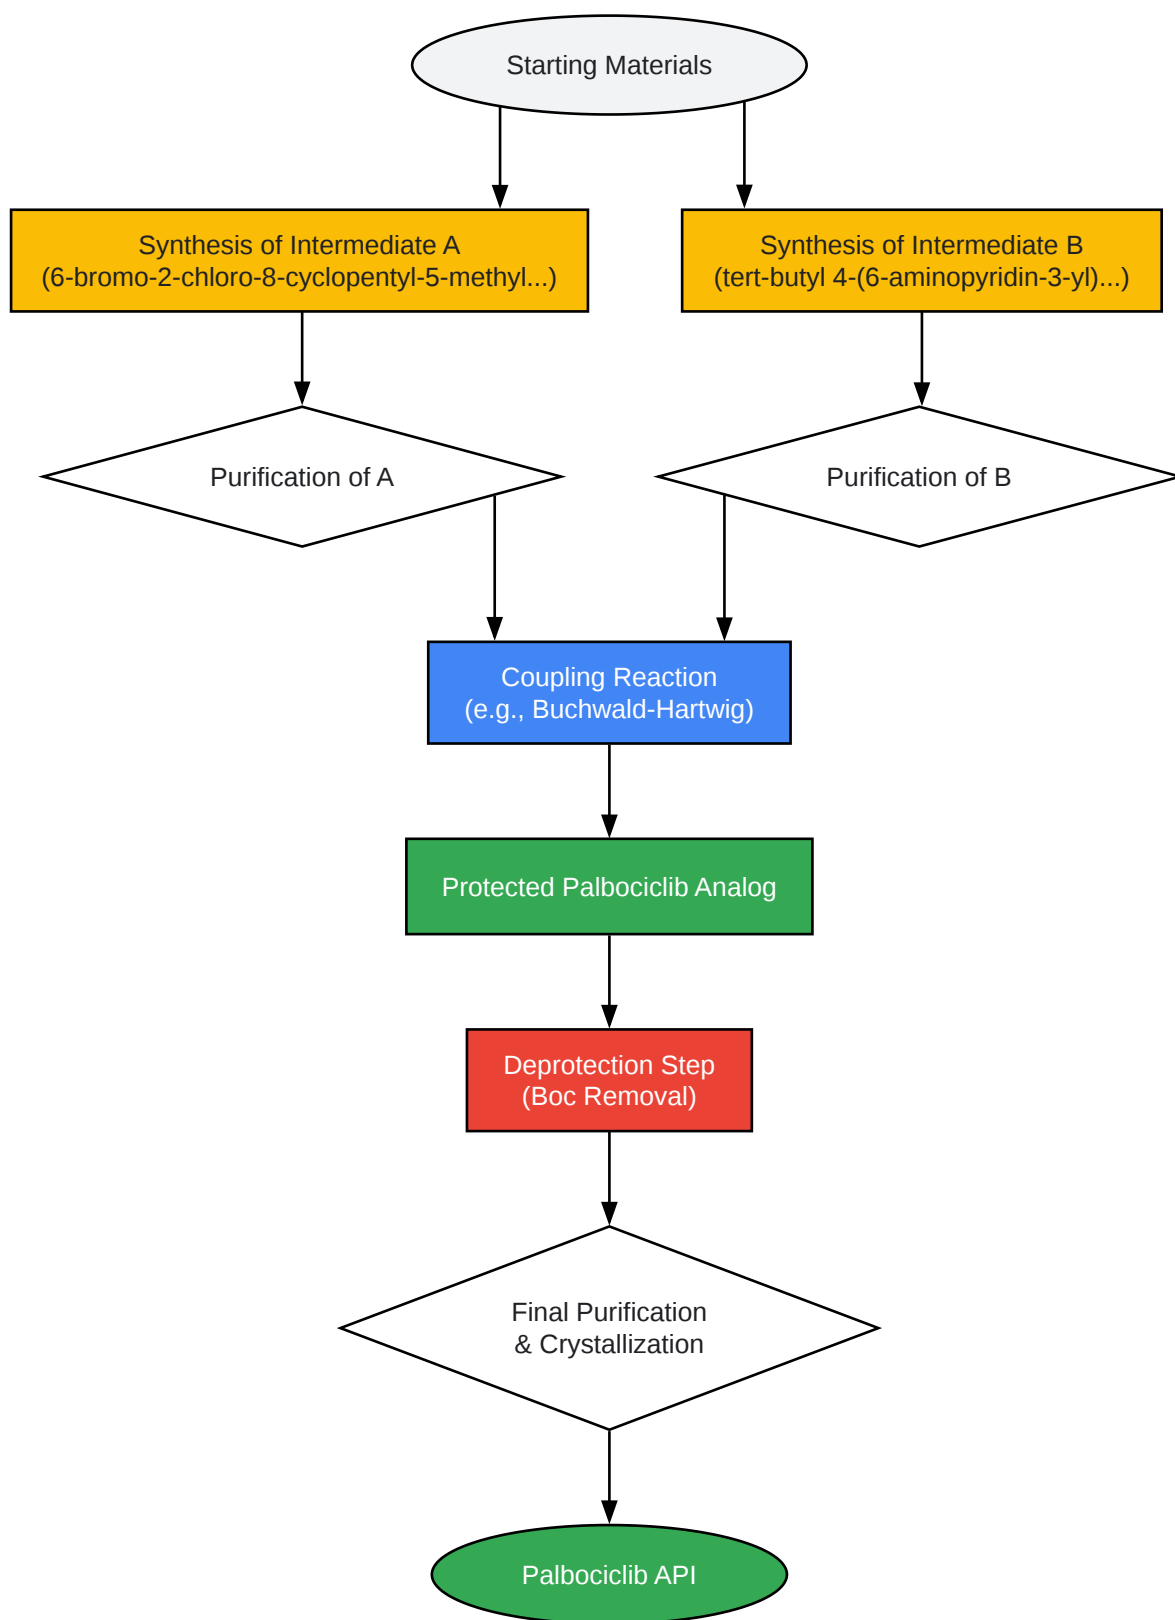 Starting Materials
Synthesis of Intermediate A
(6-bromo-2-chloro-8-cyclopentyl-5-methyl...)
Synthesis of Intermediate B
(tert-butyl 4-(6-aminopyridin-3-yl)...)
Purification of A
Purification of B
Coupling Reaction
(e.g., Buchwald-Hartwig)
Protected Palbociclib Analog
Deprotection Step
(Boc Removal)
Final Purification
& Crystallization
Palbociclib API